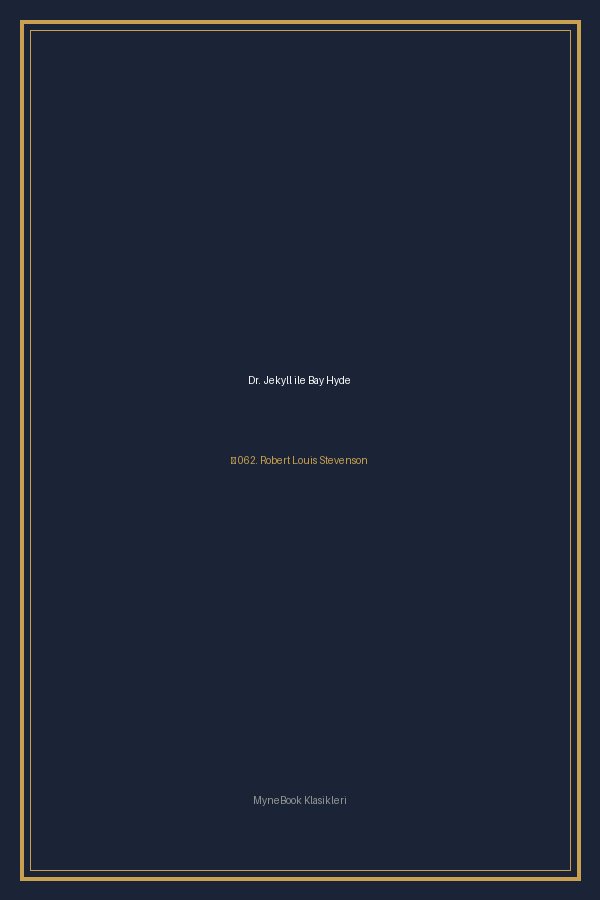 Dr. Jekyll ile Bay Hyde
062. Robert Louis Stevenson
MyneBook Klasikleri